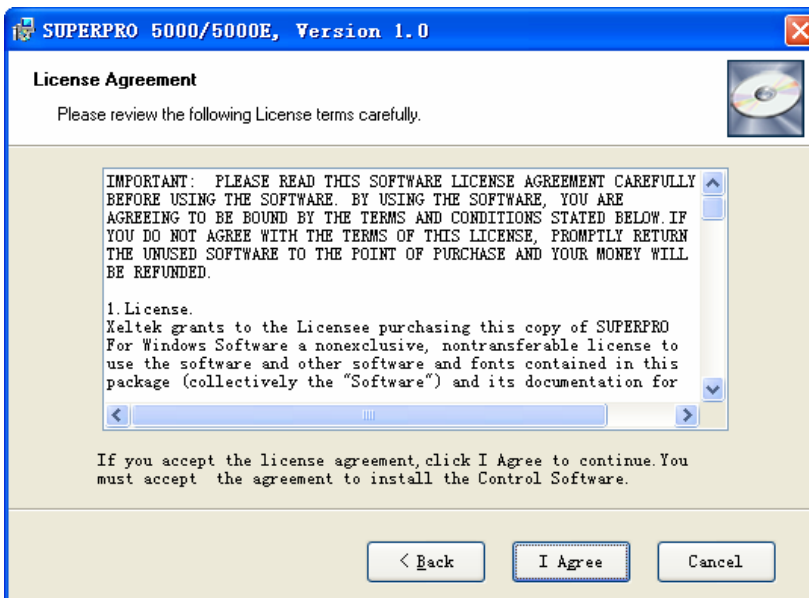 SUPERPRO 5000/5000E, Version 1.0
License Agreement
Please review the following License terms carefully.
IMPORTANT:  PLEASE READ THIS SOFTWARE LICENSE AGREEMENT CAREFULLY
BEFORE USING THE SOFTWARE. BY USING THE SOFTWARE, YOU ARE
AGREEING TO BE BOUND BY THE TERMS AND CONDITIONS STATED BELOW.IF
YOU DO NOT AGREE WITH THE TERMS OF THIS LICENSE, PROMPTLY RETURN
THE UNUSED SOFTWARE TO THE POINT OF PURCHASE AND YOUR MONEY WILL
BE REFUNDED.
1.License.
Xeltek grants to the Licensee purchasing this copy of SUPERPRO
For Windows Software a nonexclusive, nontransferable license to
use the software and other software and fonts contained in this
package (collectively the "Software") and its documentation for
If you accept the license agreement,click I Agree to continue.You
must accept  the agreement to install the Control Software.
< Back
I Agree
Cancel